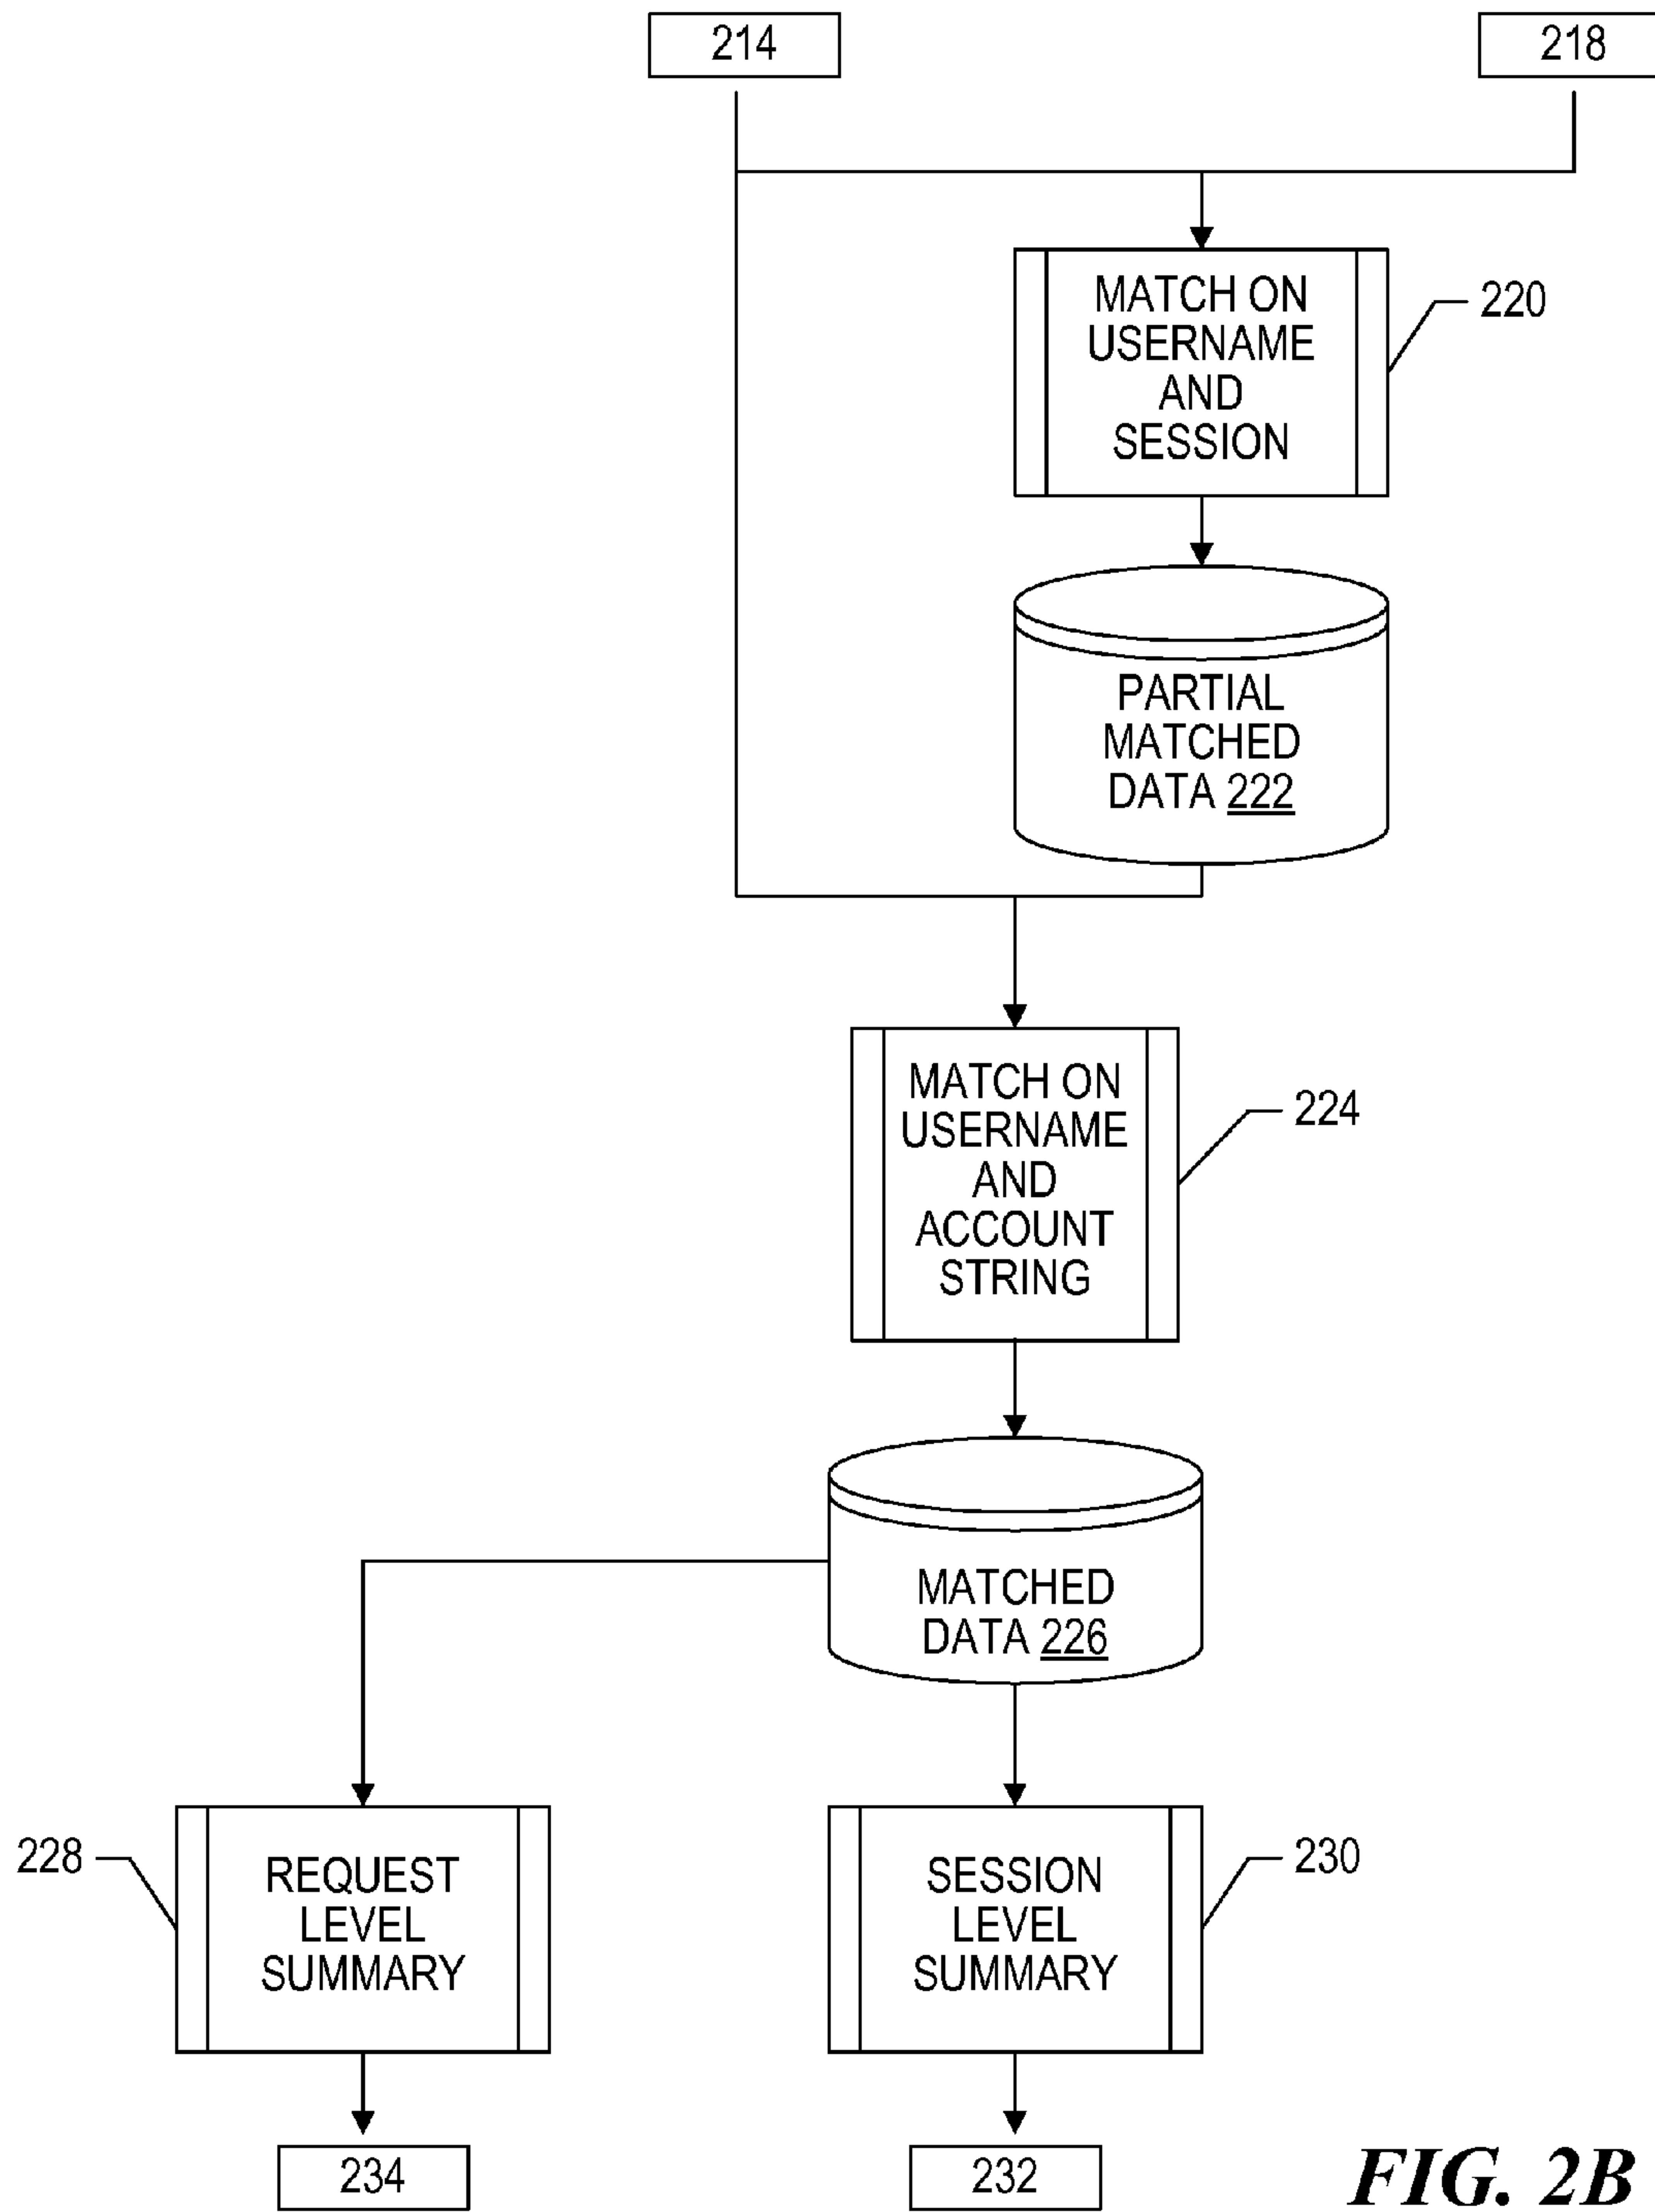 214
218
MATCH ON
USERNAME
AND
SESSION
220
PARTIAL
MATCHED
DATA 222
MATCH ON
USERNAME
AND
ACCOUNT
STRING
224
MATCHED
DATA 226
228
REQUEST
LEVEL
SUMMARY
SESSION
LEVEL
SUMMARY
230
234
232
FIG. 2B